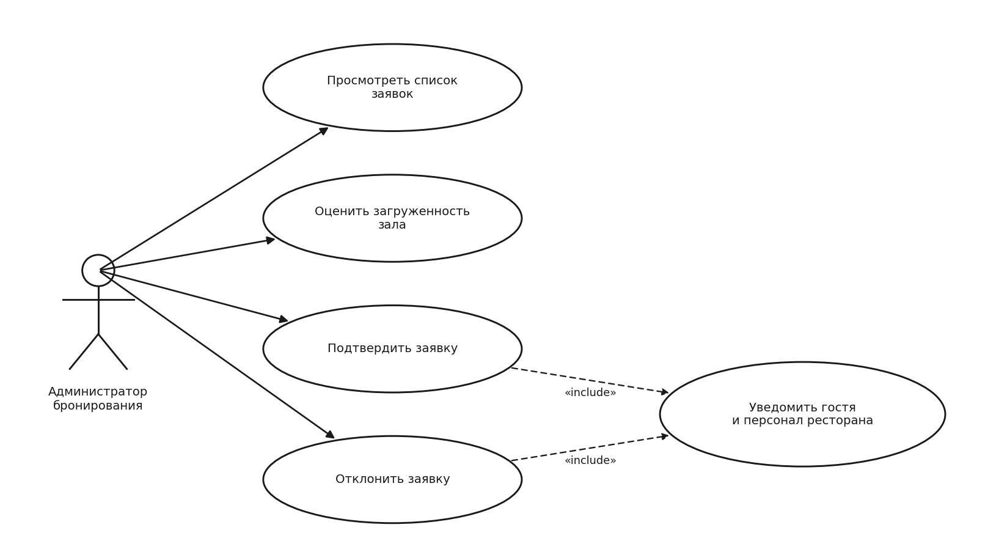 Просмотреть список
заявок
Оценить загруженность
зала
Подтвердить заявку
«include»
Уведомить гостя
и персонал ресторана
Администратор
бронирования
«include»
Отклонить заявку